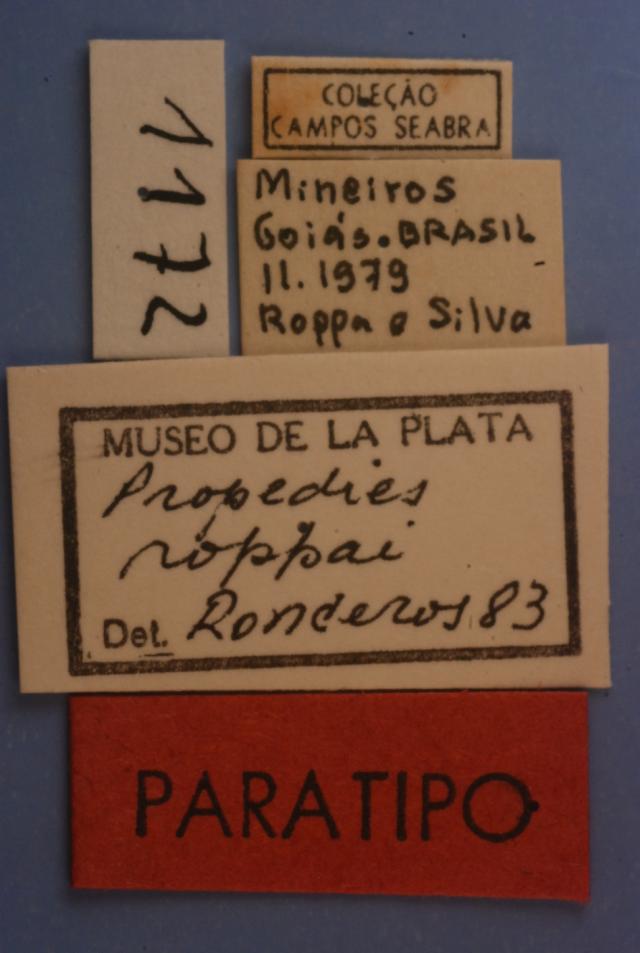 1172
COLEÇÃO
CAMPOS SEABRA
Mineiros
Goiás. BRASIL
11.1979
Roppa e Silva
MUSEO DE LA PLATA
Propedies
roppai
Det. Ronderos 83
PARATIPO